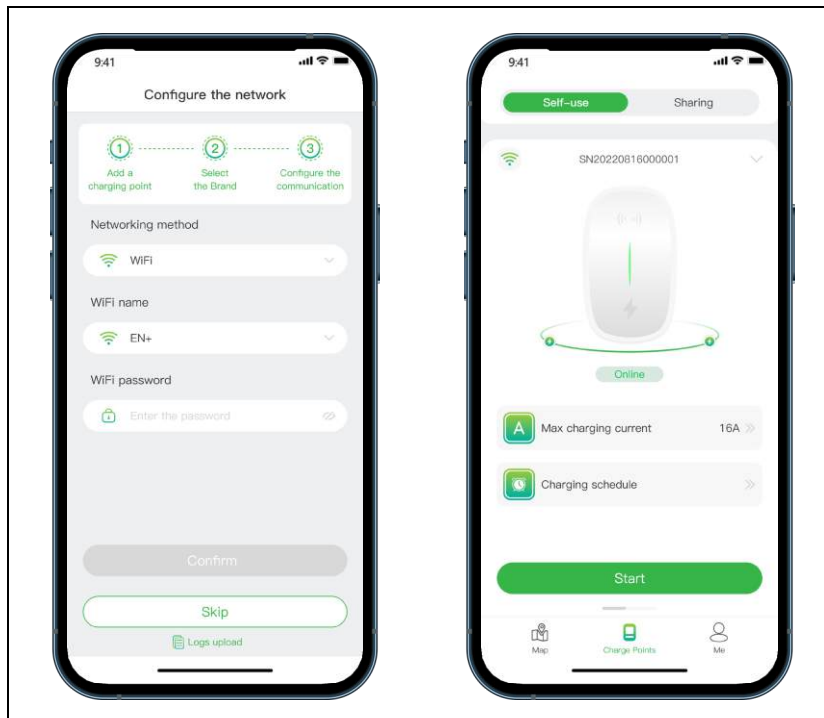 9:41
Configure the network
1
2
3
Add a
charging point
Select
the Brand
Configure the
communication
Networking method
WiFi
WiFi name
EN+
WiFi password
Enter the password
Confirm
Skip
Logs upload
9:41
Self-use
Sharing
SN20220816000001
Online
A
Max charging current
16A
Charging schedule
Start
Map
Charge Points
Me